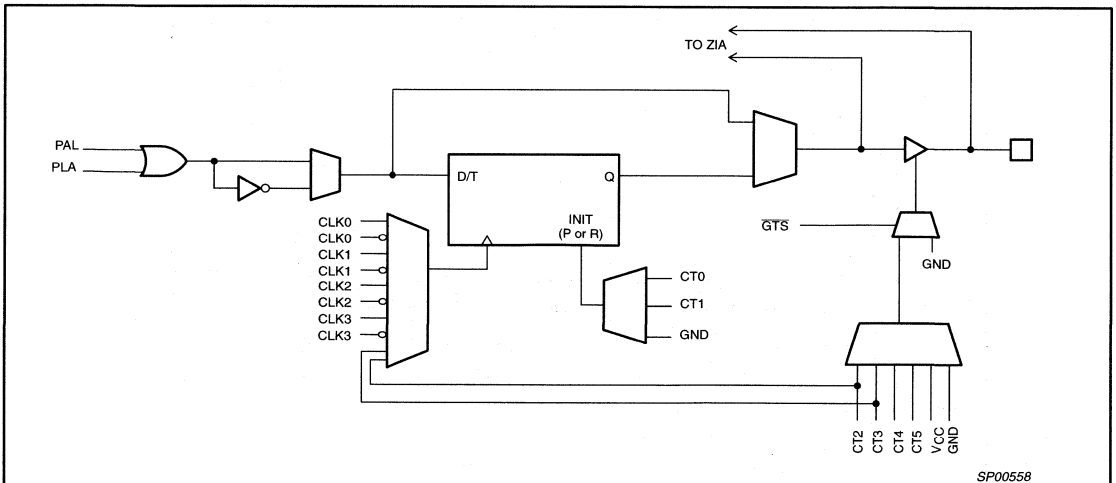 TO ZIA
PAL
PLA
D/T
Q
INIT
(P or R)
CLK0
CLK0
CLK1
CLK1
CLK2
CLK2
CLK3
CLK3
CT0
CT1
GND
GTS
GND
CT2
CT3
CT4
CT5
VCC
GND
SP00558